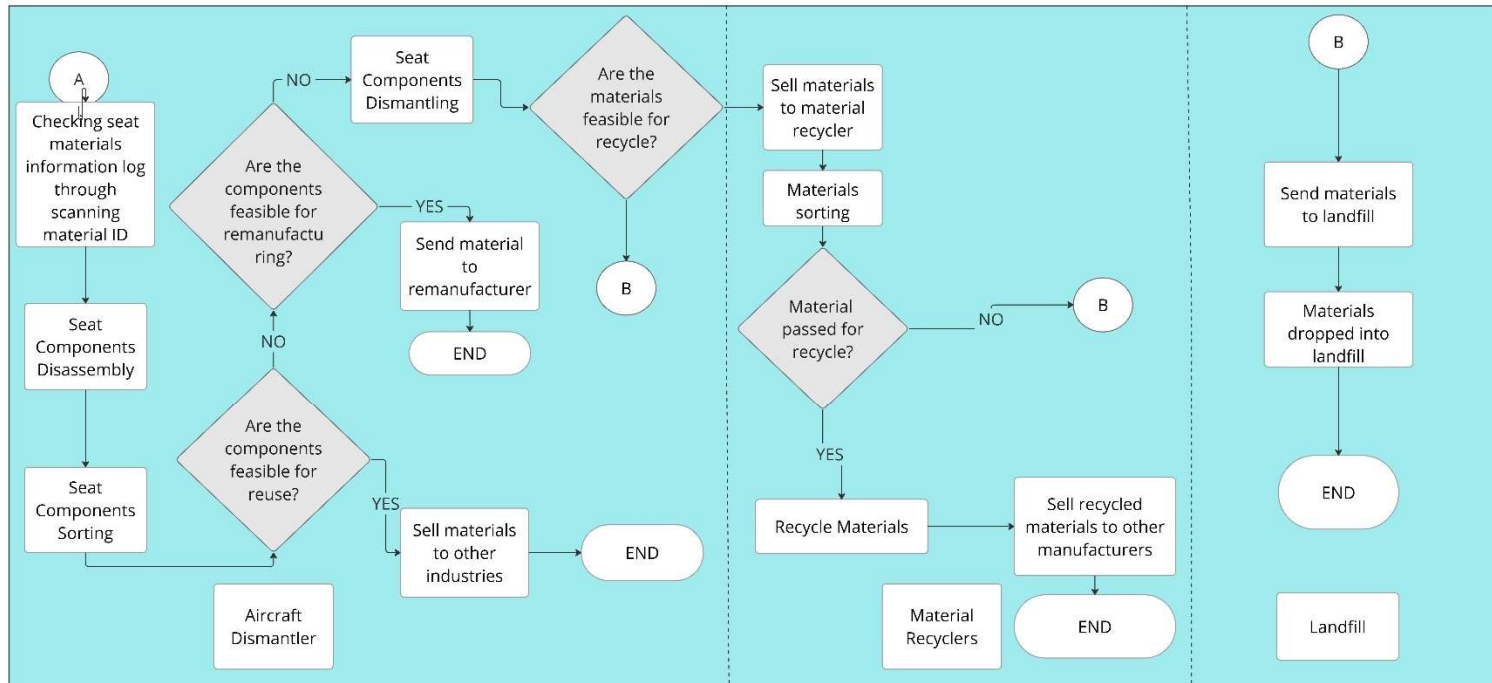 A
Checking seat
materials
information log
through
scanning
material ID
Seat
Components
Disassembly
Seat
Components
Sorting
Are the
components
feasible for
reuse?
YES
Sell materials
to other
industries
END
NO
Are the
components
feasible for
remanufactu
ring?
YES
Send material
to
remanufacturer
END
NO
Seat
Components
Dismantling
Are the
materials
feasible for
recycle?
B
Aircraft
Dismantler
Sell materials
to material
recycler
Materials
sorting
Material
passed for
recycle?
NO
B
YES
Recycle Materials
Sell recycled
materials to other
manufacturers
END
Material
Recyclers
B
Send materials
to landfill
Materials
dropped into
landfill
END
Landfill